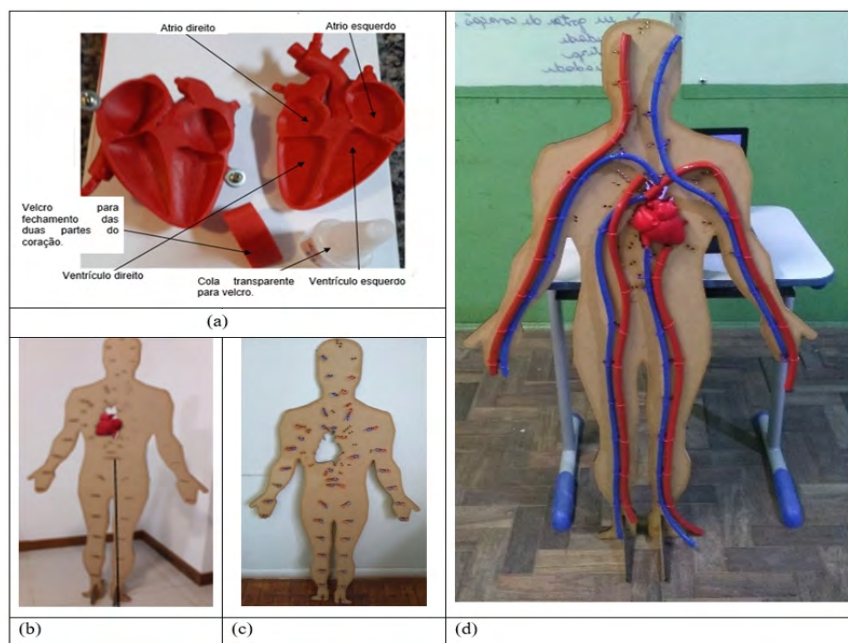 Atrio direito
Atrio esquerdo
Velcro para
fechamento das
duas partes do
coração.
Ventrículo direito
Cola transparente
para velcro.
Ventrículo esquerdo
(a)
(b)
(c)
(d)